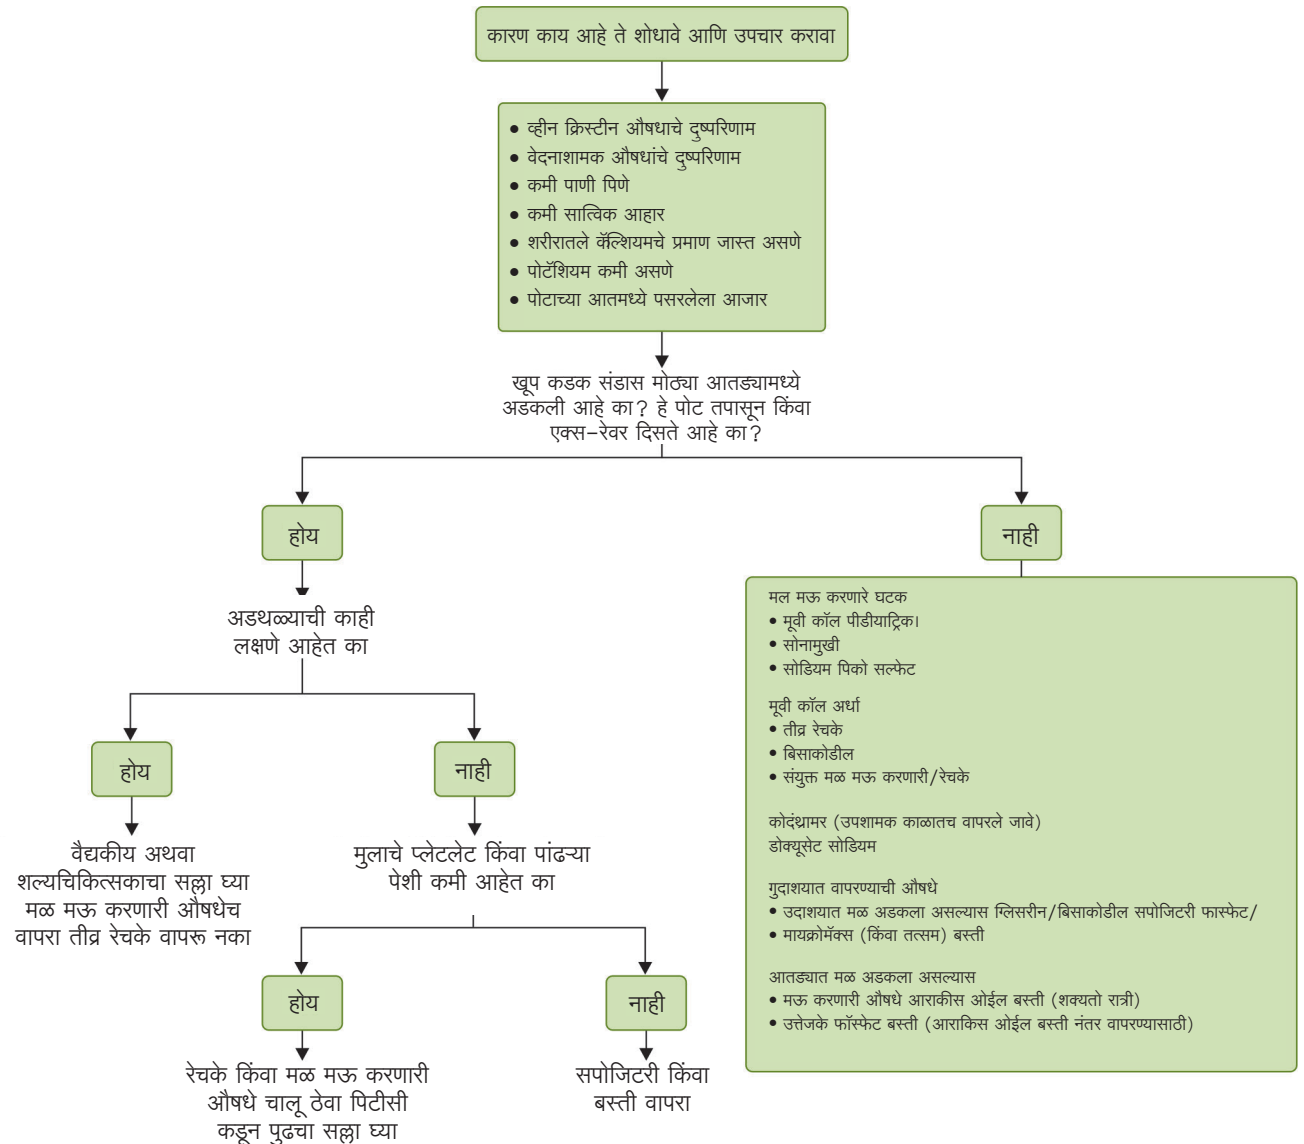 कारण काय आहे ते शोधावे आणि उपचार करावा
• व्हीन क्रिस्टीन औषधाचे दुष्परिणाम
• वेदनाशामक औषधांचे दुष्परिणाम
• कमी पाणी पिणे
• कमी सात्विक आहार
• शरीरातले कॅल्शियमचे प्रमाण जास्त असणे
• पोटॅशियम कमी असणे
• पोटाच्या आतमध्ये पसरलेला आजार
खूप कडक संडास मोठ्या आतड्यामध्ये
अडकली आहे का? हे पोट तपासून किंवा
एक्स-रेवर दिसते आहे का?
होय
नाही
अडथळ्याची काही
लक्षणे आहेत का
होय
नाही
वैद्यकीय अथवा
शल्यचिकित्सकाचा सल्ला घ्या
मळ मऊ करणारी औषधेच
वापरा तीव्र रेचके वापरू नका
मुलाचे प्लेटलेट किंवा पांढऱ्या
पेशी कमी आहेत का
होय
नाही
रेचके किंवा मळ मऊ करणारी
औषधे चालू ठेवा पिटीसी
कडून पुढचा सल्ला घ्या
सपोजिटरी किंवा
बस्ती वापरा
मल मऊ करणारे घटक
• मूवी कॉल पीडीयाट्रिक।
• सोनामुखी
• सोडियम पिको सल्फेट
मूवी कॉल अर्धा
• तीव्र रेचके
• बिसाकोडील
• संयुक्त मळ मऊ करणारी/रेचके
कोदंथ्रामर (उपशामक काळातच वापरले जावे)
डोक्यूसेट सोडियम
गुदाशयात वापरण्याची औषधे
• उदाशयात मळ अडकला असल्यास ग्लिसरीन/बिसाकोडील सपोजिटरी फास्फेट/
• मायक्रोमॅक्स (किंवा तत्सम) बस्ती
आतड्यात मळ अडकला असल्यास
• मऊ करणारी औषधे आराकीस ओईल बस्ती (शक्यतो रात्री)
• उत्तेजके फॉस्फेट बस्ती (आराकिस ओईल बस्ती नंतर वापरण्यासाठी)